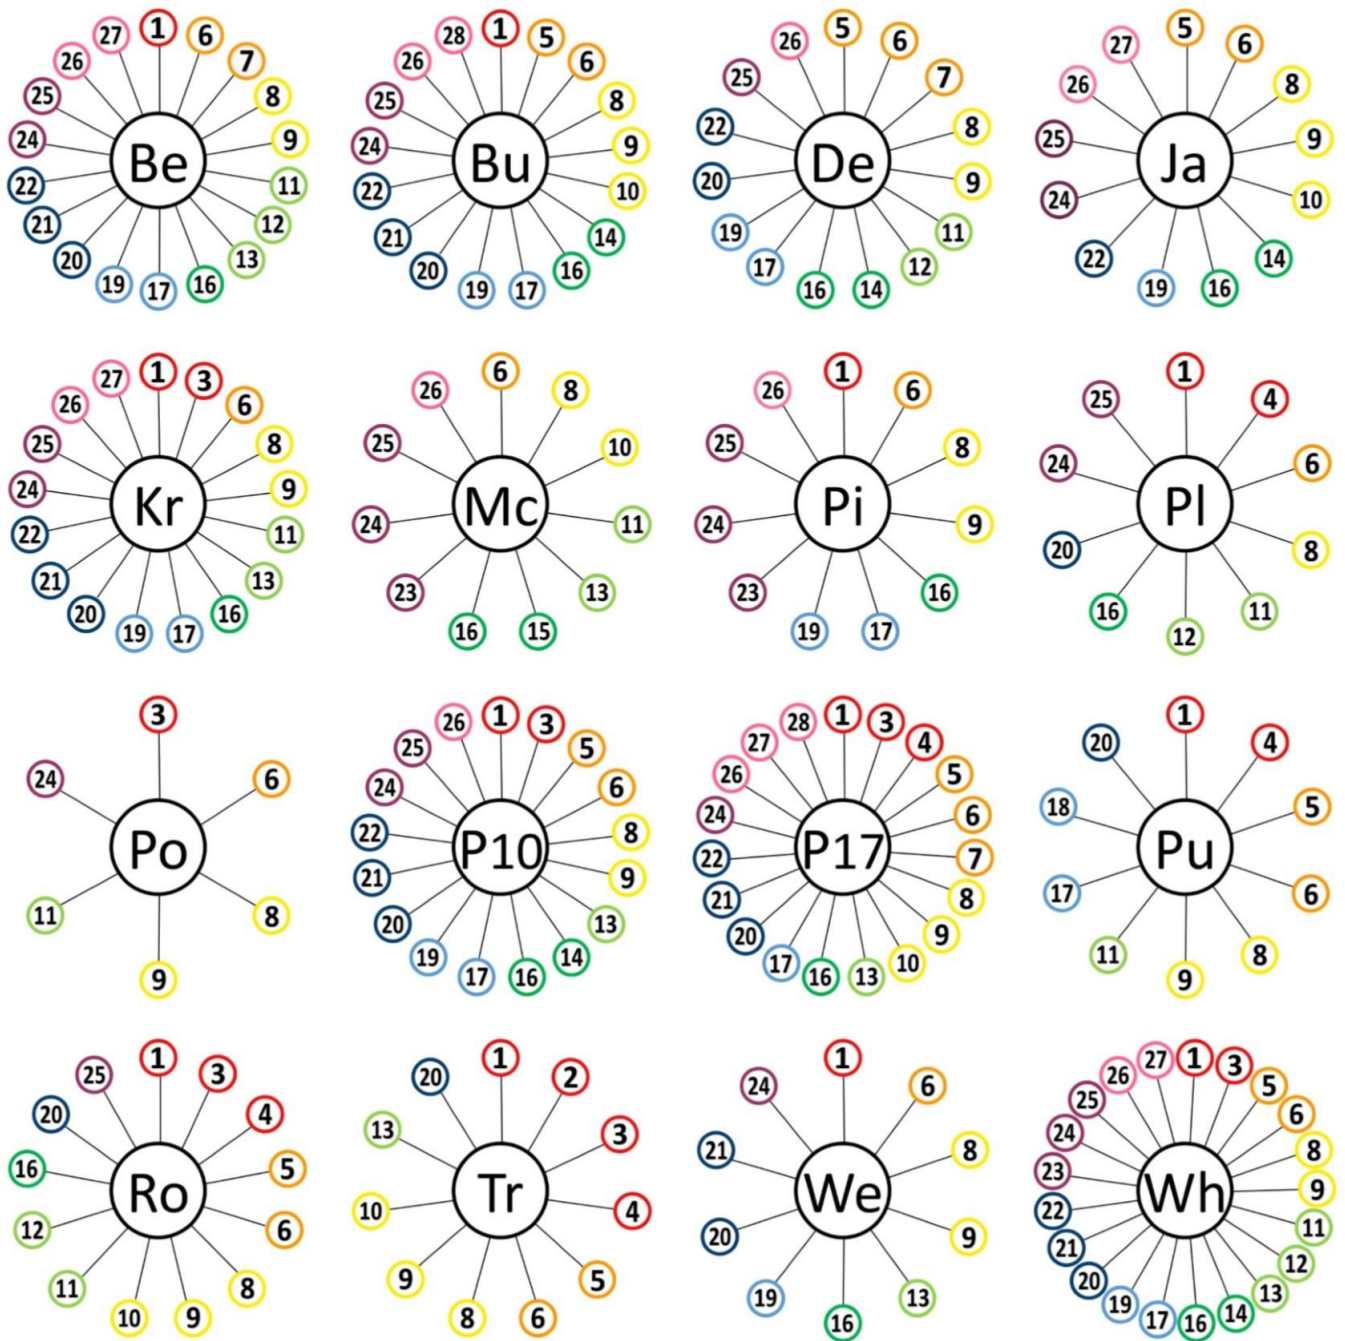 Be 1 6 7 8 9 11 12 13 16 17 19 20 21 22 24 25 26 27
Bu 1 5 6 8 9 10 14 16 17 19 20 21 22 24 25 26 28
De 5 6 7 8 9 11 12 14 16 17 19 20 22 25 26
Ja 5 6 8 9 10 14 16 19 22 24 25 26 27
Kr 1 3 6 8 9 11 13 16 17 19 20 21 22 24 25 26 27
Mc 6 8 10 11 13 15 16 23 24 25 26
Pi 1 6 8 9 16 17 19 23 24 25 26
Pl 1 4 6 8 11 12 16 20 24 25
Po 3 6 8 9 11 24
P10 1 3 5 6 8 9 13 14 16 17 19 20 21 22 24 25 26
P17 1 3 4 5 6 7 8 9 10 13 16 17 20 21 22 24 26 27 28
Pu 1 4 5 6 8 9 11 17 18 20
Ro 1 3 4 5 6 8 9 10 11 12 16 20 25
Tr 1 2 3 4 5 6 8 9 10 13 20
We 1 6 8 9 13 16 19 20 21 24
Wh 1 3 5 6 8 9 11 12 13 14 16 17 19 20 21 22 23 24 25 26 27